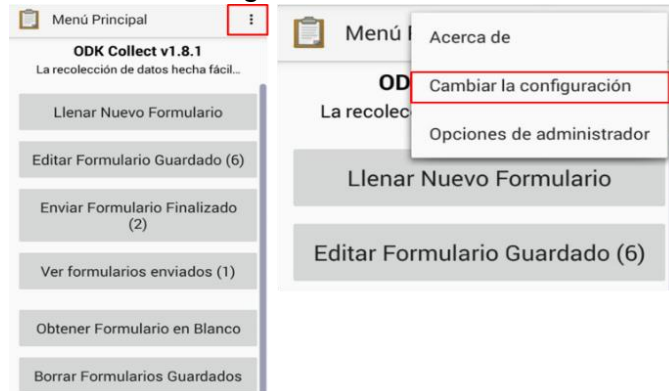 Menú Principal
ODK Collect v1.8.1
La recolección de datos hecha fácil...
Llenar Nuevo Formulario
Editar Formulario Guardado (6)
Enviar Formulario Finalizado
(2)
Ver formularios enviados (1)
Obtener Formulario en Blanco
Borrar Formularios Guardados
Menú
Acerca de
Cambiar la configuración
Opciones de administrador
OD
La recolec
Llenar Nuevo Formulario
Editar Formulario Guardado (6)